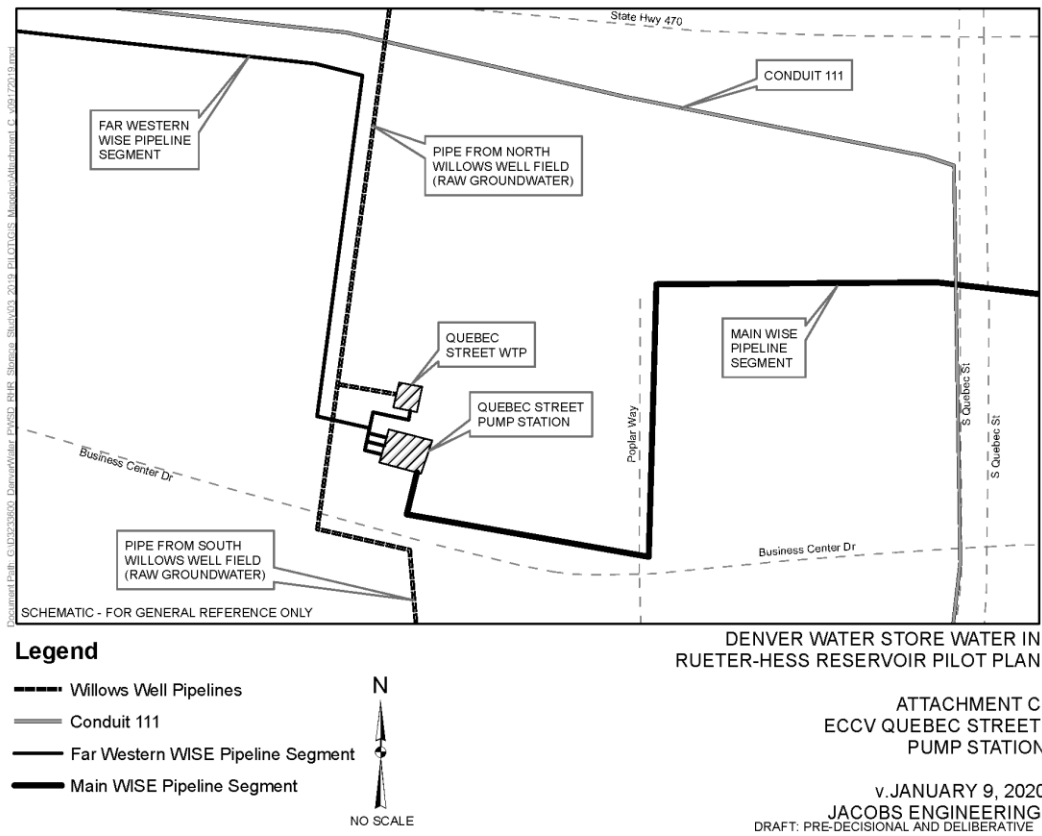 State Hwy 470
CONDUIT 111
FAR WESTERN
WISE PIPELINE
SEGMENT
PIPE FROM NORTH
WILLOWS WELL FIELD
(RAW GROUNDWATER)
QUEBEC
STREET WTP
MAIN WISE
PIPELINE
SEGMENT
QUEBEC STREET
PUMP STATION
Poplar Way
S Quebec St
S Quebec St
Business Center Dr
Business Center Dr
PIPE FROM SOUTH
WILLOWS WELL FIELD
(RAW GROUNDWATER)
SCHEMATIC - FOR GENERAL REFERENCE ONLY
Legend
Willows Well Pipelines
Conduit 111
Far Western WISE Pipeline Segment
Main WISE Pipeline Segment
N
NO SCALE
DENVER WATER STORE WATER IN
RUETER-HESS RESERVOIR PILOT PLAN
ATTACHMENT C
ECCV QUEBEC STREET
PUMP STATION
v.JANUARY 9, 2020
JACOBS ENGINEERING
DRAFT: PRE-DECISIONAL AND DELIBERATIVE